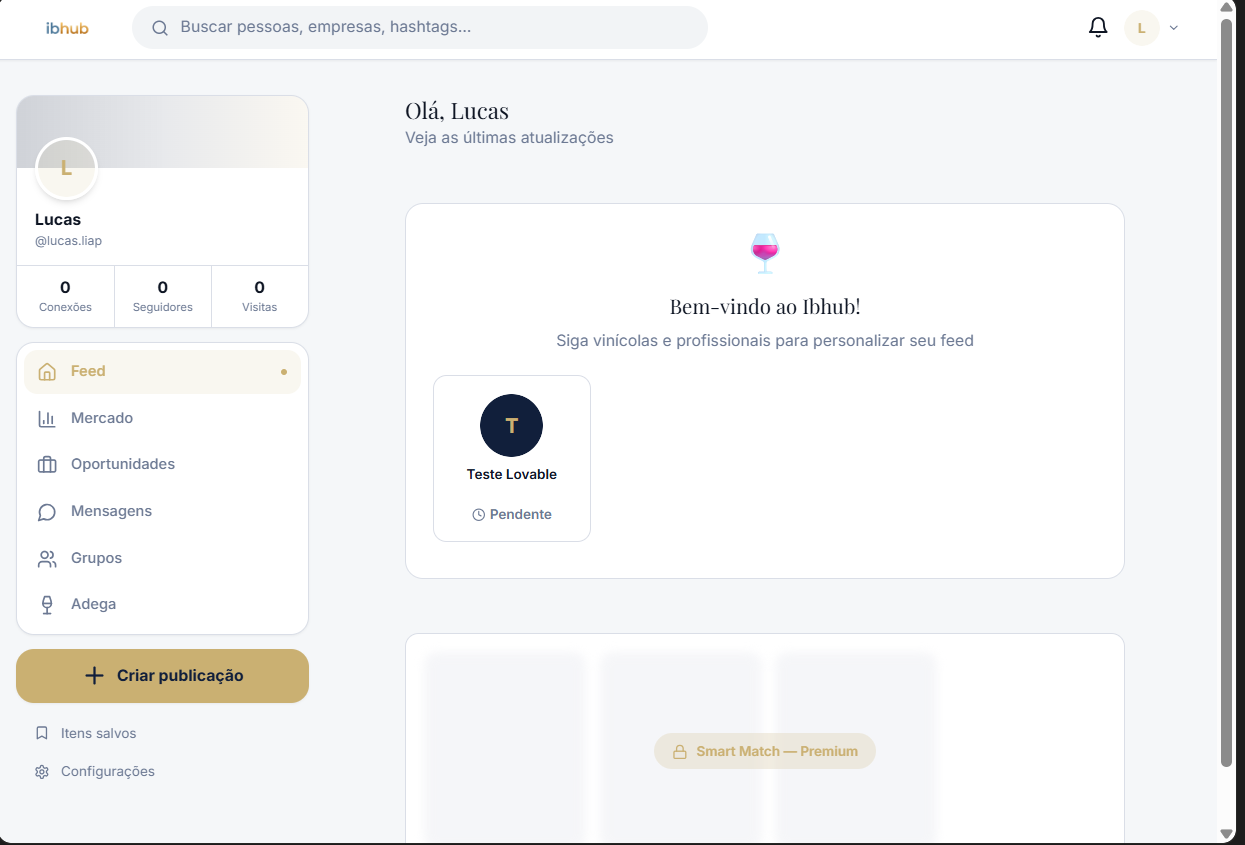 ibhub
Buscar pessoas, empresas, hashtags...
L
L
Lucas
@lucas.liap
0
Conexões
0
Seguidores
0
Visitas
Feed
Mercado
Oportunidades
Mensagens
Grupos
Adega
Criar publicação
Itens salvos
Configurações
Olá, Lucas
Veja as últimas atualizações
Bem-vindo ao Ibhub!
Siga vinícolas e profissionais para personalizar seu feed
T
Teste Lovable
Pendente
Smart Match — Premium